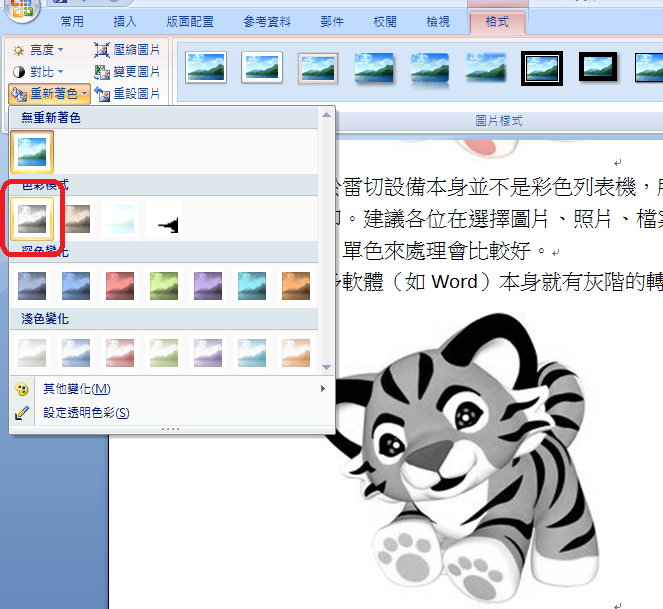 常用 插入 版面配置 參考資料 郵件 校閱 檢視 格式
亮度 壓縮圖片
對比 變更圖片
重新著色 重設圖片
圖片樣式
無重新著色
色彩模式
深色變化
淺色變化
其他變化(M)
設定透明色彩(S)
雷切設備本身並不是彩色列表機，
。建議各位在選擇圖片、照片、檔
單色來處理會比較好。
軟體（如 Word）本身就有灰階的轉